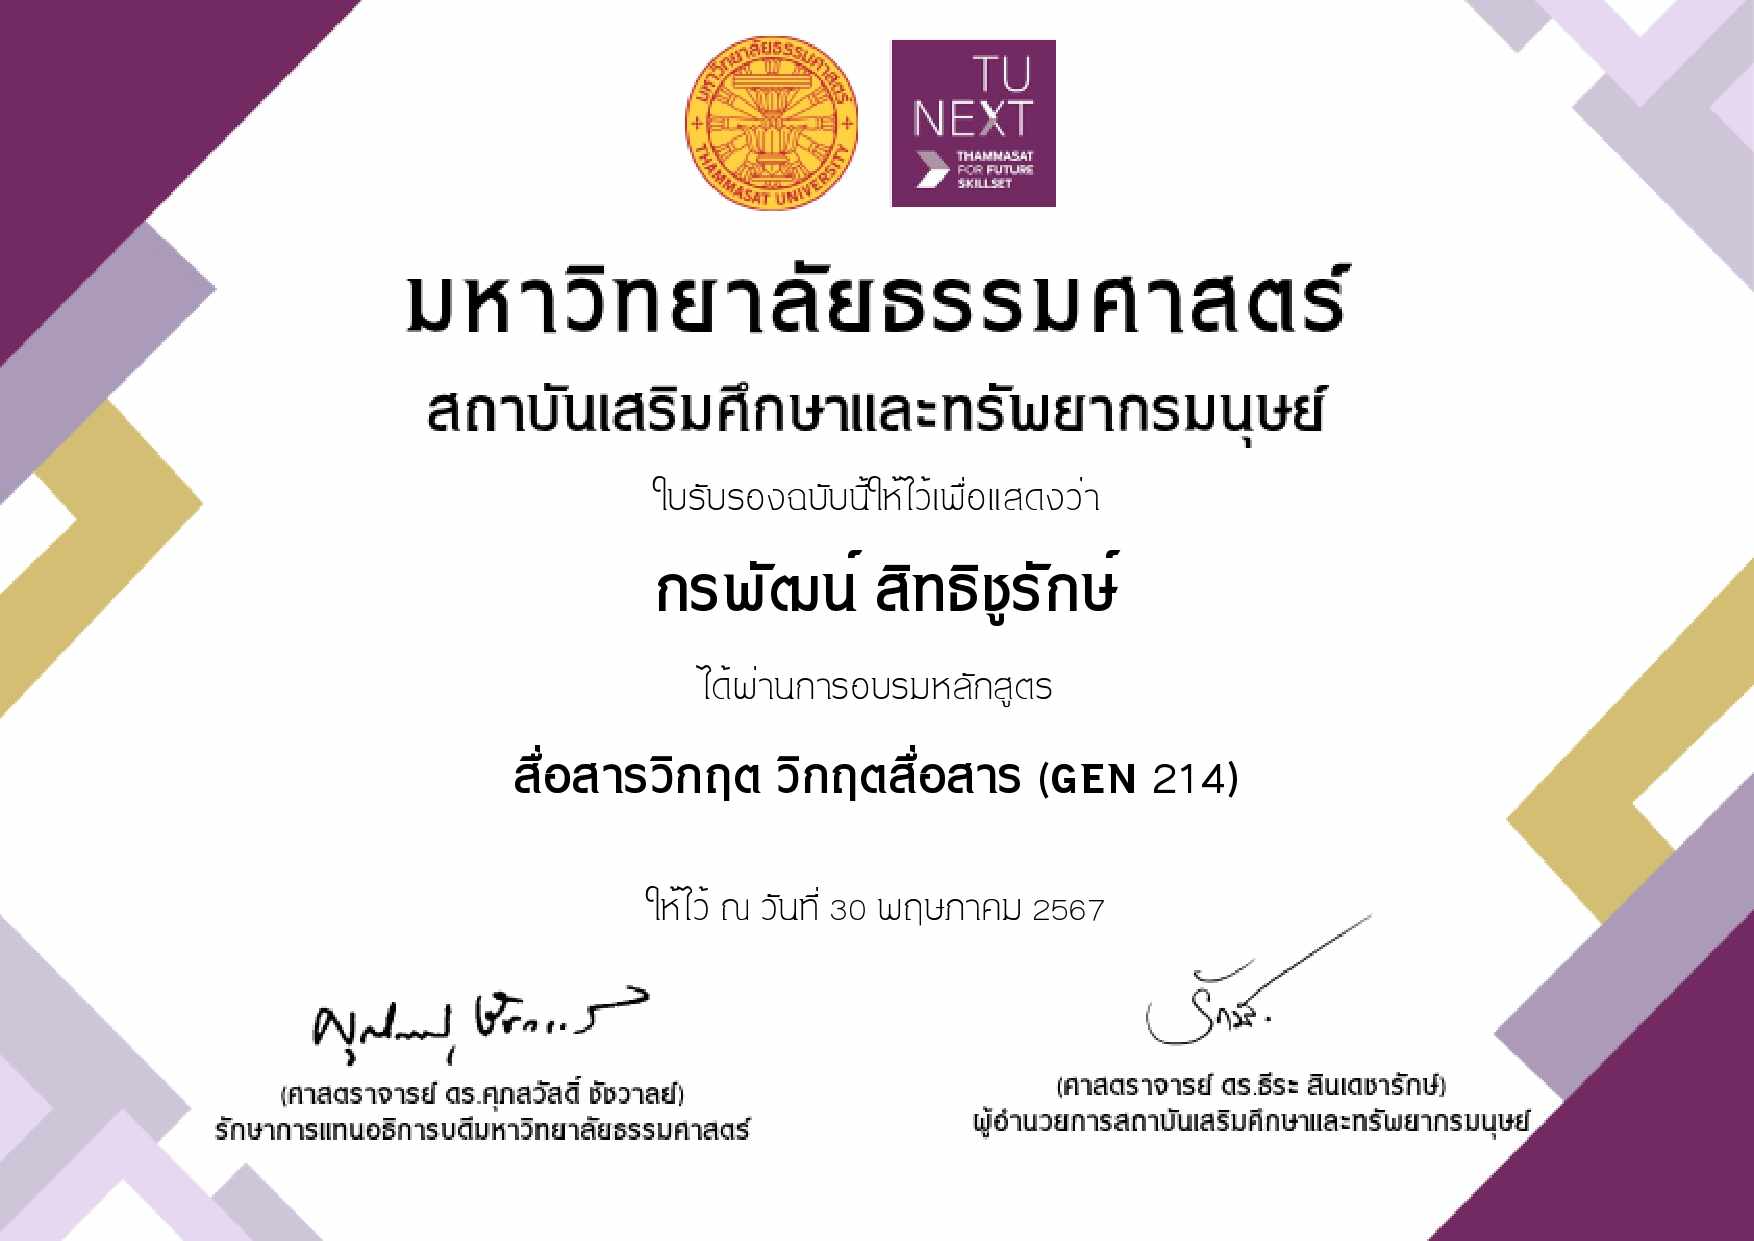 มหาวิทยาลัยธรรมศาสตร์
THAMMASAT UNIVERSITY
TU
NEXT
THAMMASAT
FOR FUTURE
SKILLSET
มหาวิทยาลัยธรรมศาสตร์
สถาบันเสริมศึกษาและทรัพยากรมนุษย์
ใบรับรองฉบับนี้ให้ไว้เพื่อแสดงว่า
กรพัฒน์ สิทธิชูรักษ์
ได้ผ่านการอบรมหลักสูตร
สื่อสารวิกฤต วิกฤตสื่อสาร (GEN 214)
ให้ไว้ ณ วันที่ 30 พฤษภาคม 2567
(ศาสตราจารย์ ดร.ศุภสวัสดิ์ ชัชวาลย์)
รักษาการแทนอธิการบดีมหาวิทยาลัยธรรมศาสตร์
(ศาสตราจารย์ ดร.ธีระ สินเดชารักษ์)
ผู้อำนวยการสถาบันเสริมศึกษาและทรัพยากรมนุษย์